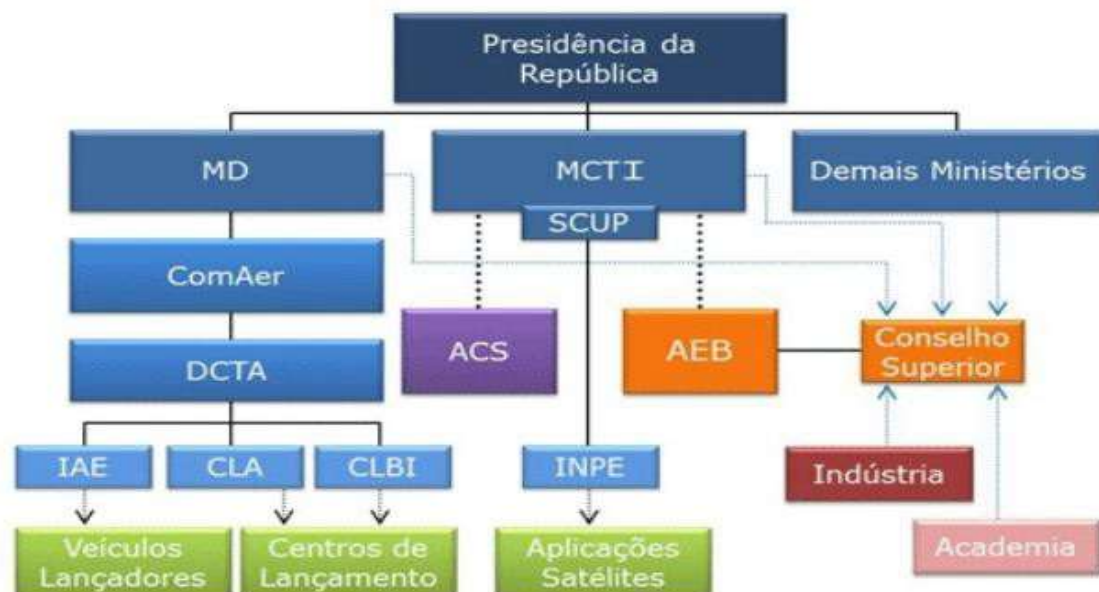 Presidência da
República
MD
MCTI
Demais Ministérios
SCUP
ComAer
ACS
AEB
Conselho
Superior
DCTA
IAE
CLA
CLBI
INPE
Indústria
Veículos
Lançadores
Centros de
Lançamento
Aplicações
Satélites
Academia